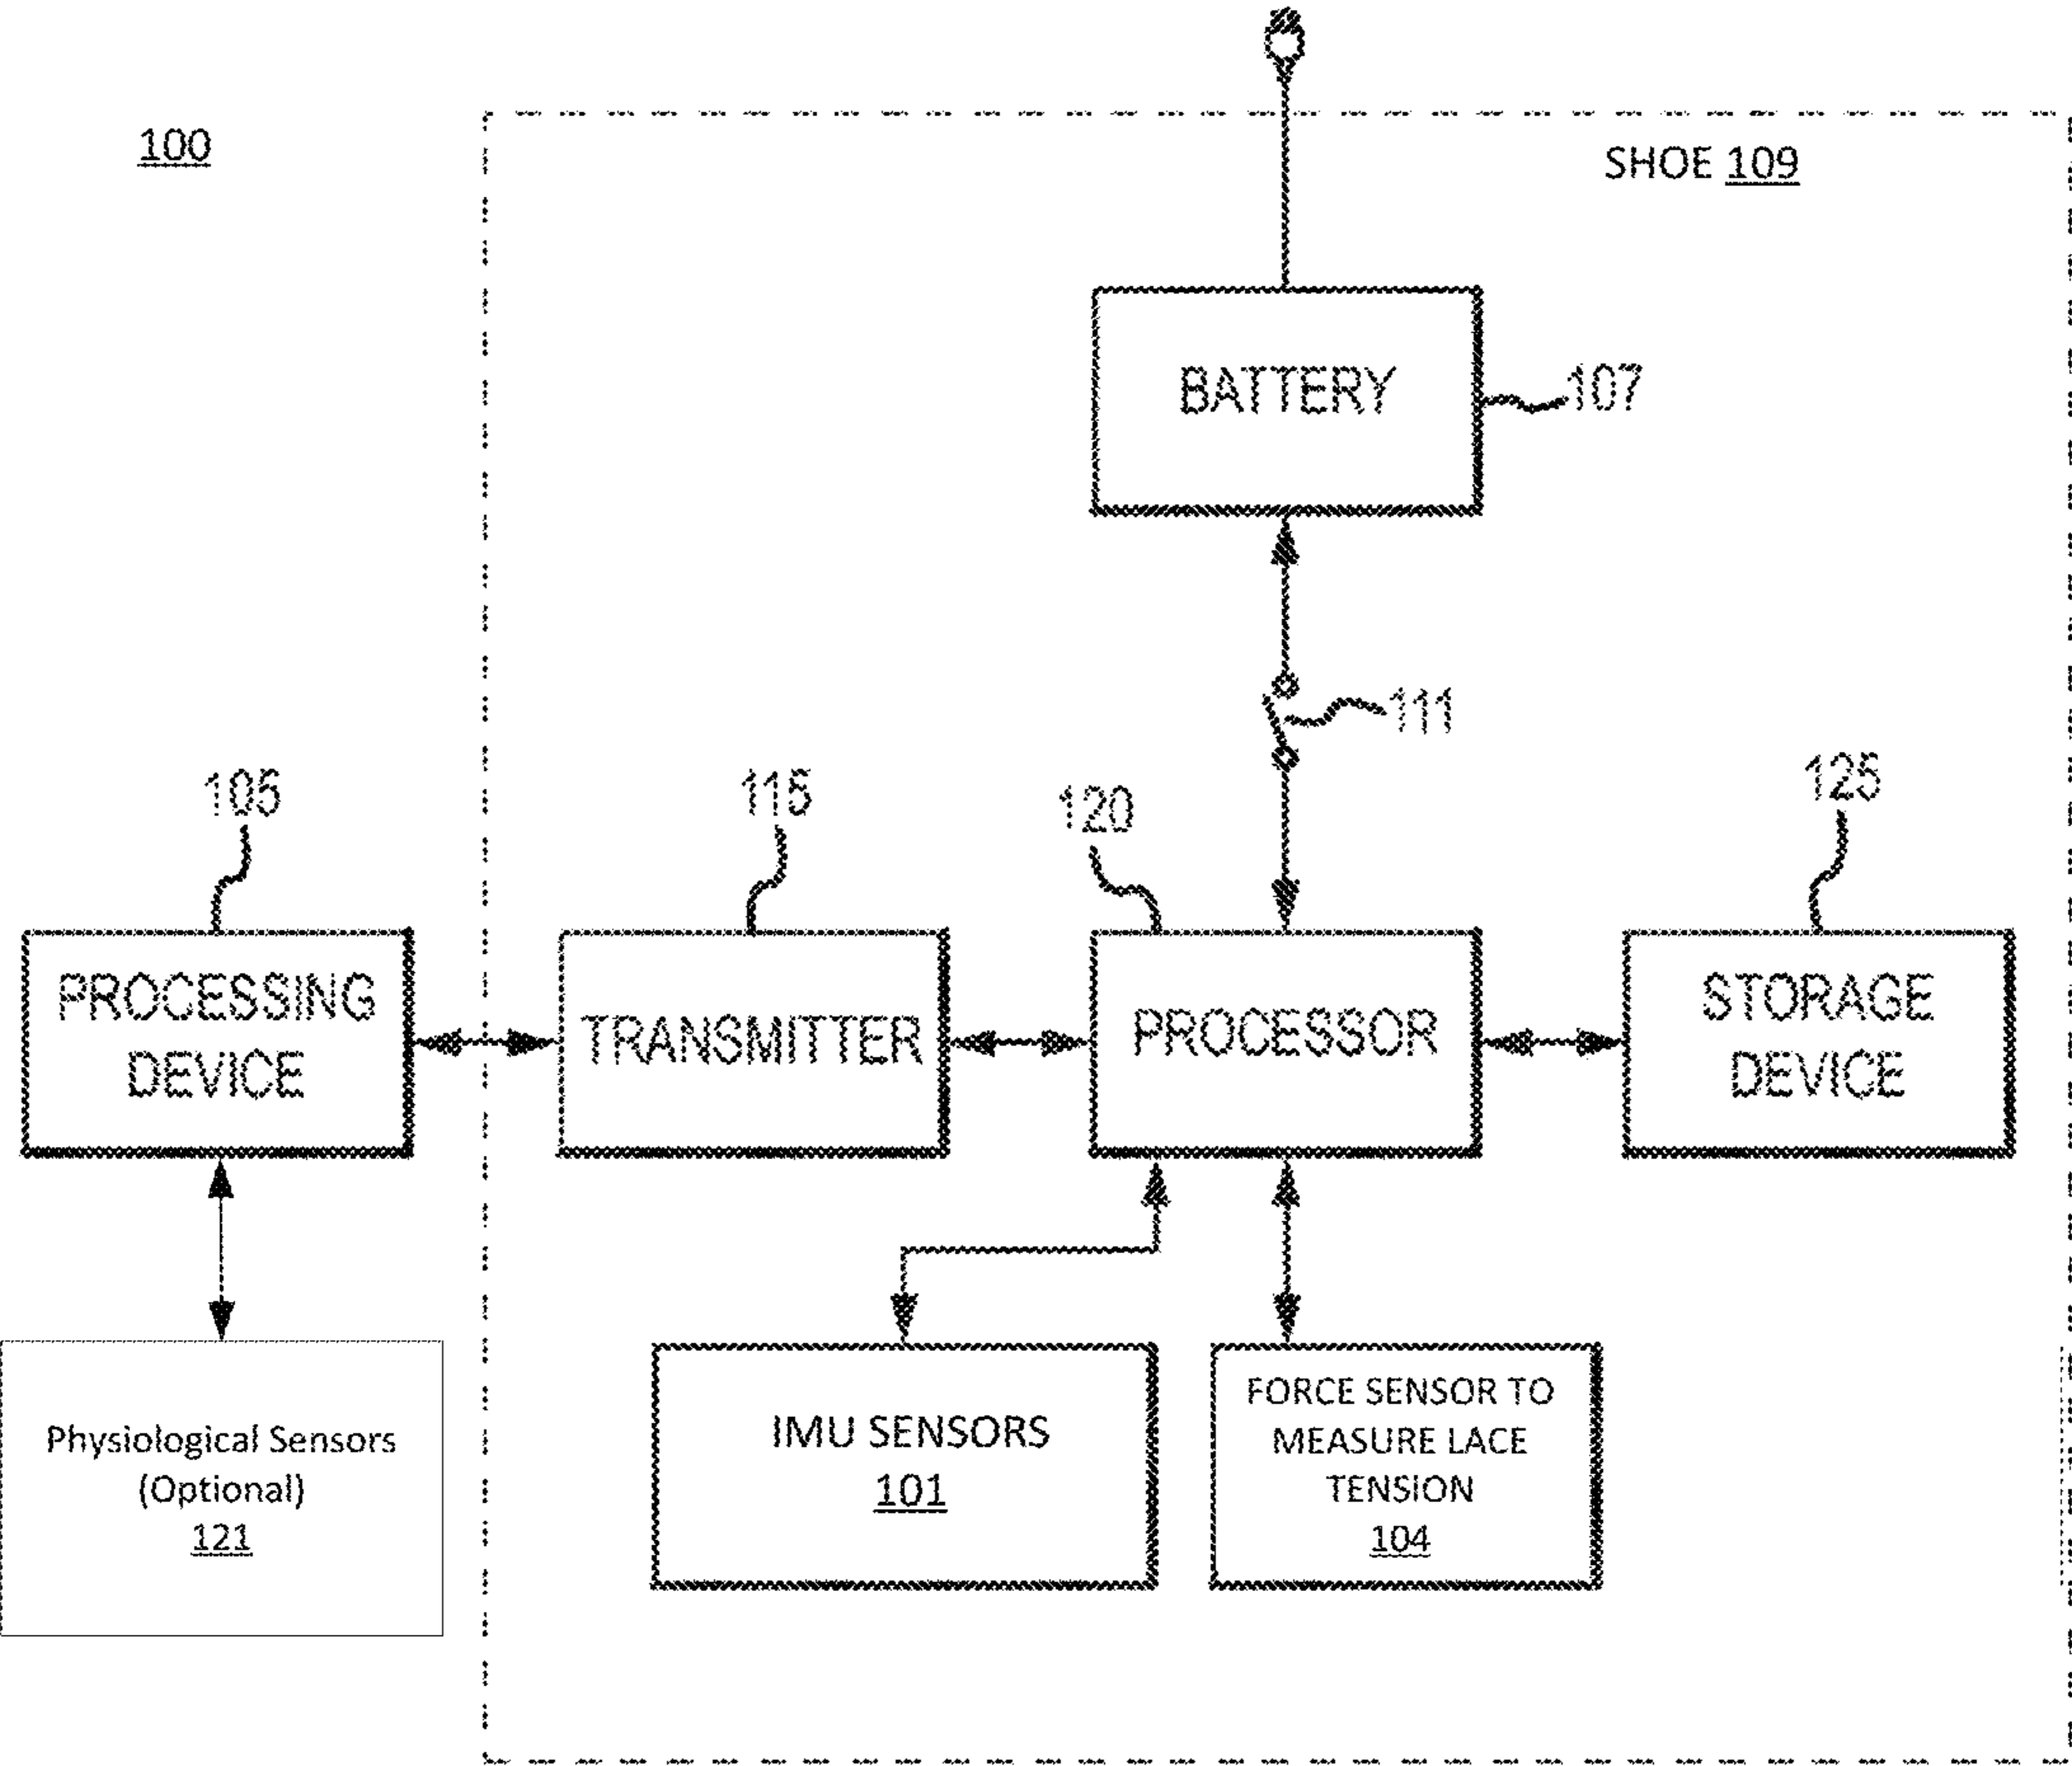 100
SHOE 109
BATTERY
107
111
105
115
120
125
PROCESSING
DEVICE
TRANSMITTER
PROCESSOR
STORAGE
DEVICE
Physiological Sensors
(Optional)
121
IMU SENSORS
101
FORCE SENSOR TO
MEASURE LACE
TENSION
104